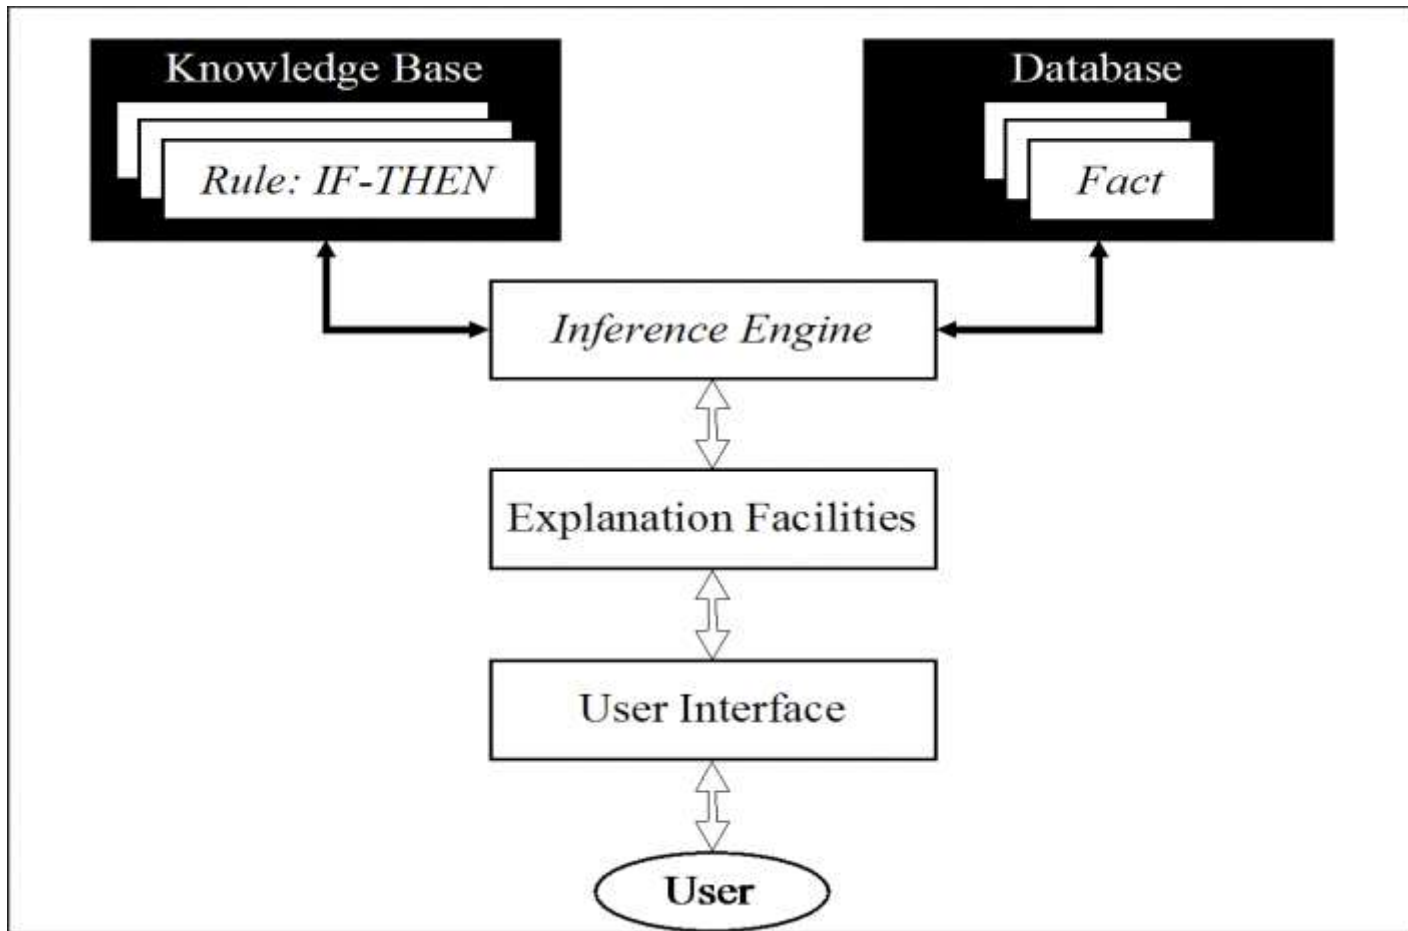 Knowledge Base
Rule: IF-THEN
Database
Fact
Inference Engine
Explanation Facilities
User Interface
User